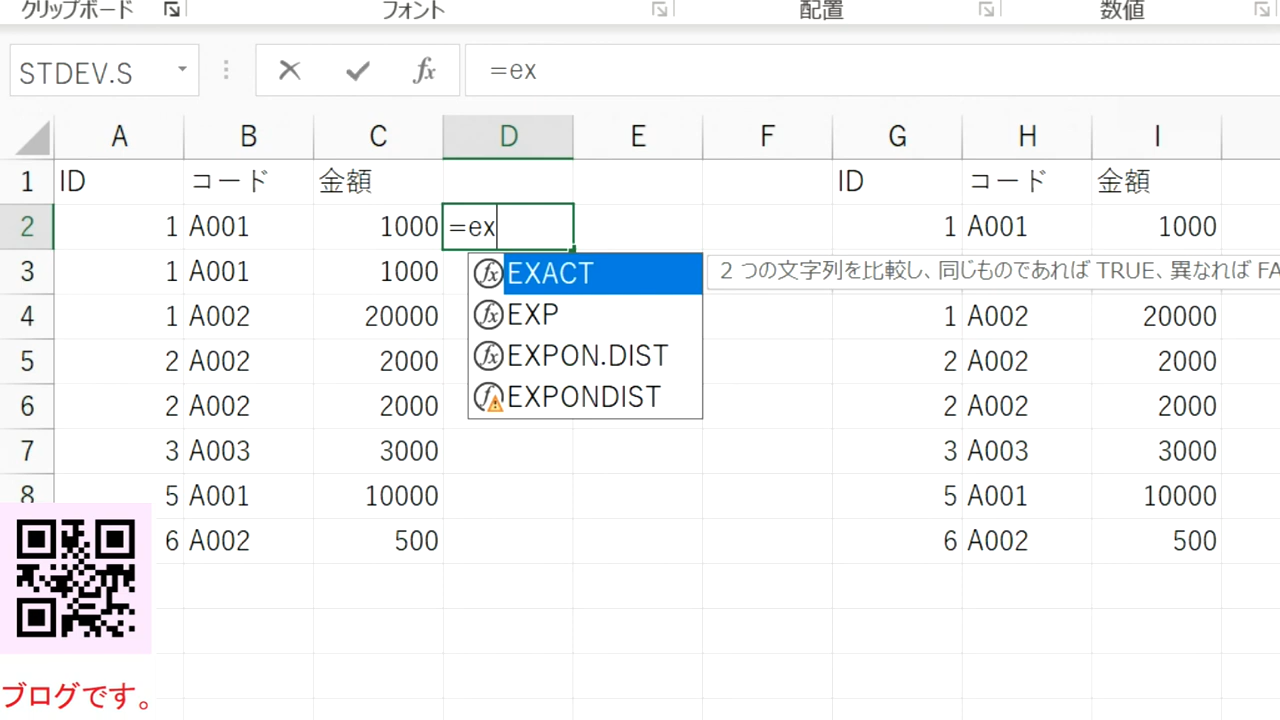 クリップボード フォント 配置 数値
STDEV.S fx =ex
A B C D E F G H I
1 ID コード 金額 ID コード 金額
2 1 A001 1000 =ex 1 A001 1000
3 1 A001 1000 EXACT 2 つの文字列を比較し、同じものであれば TRUE、異なれば FA
4 1 A002 20000 EXP 1 A002 20000
5 2 A002 2000 EXPON.DIST 2 A002 2000
6 2 A002 2000 EXPONDIST 2 A002 2000
7 3 A003 3000 3 A003 3000
8 5 A001 10000 5 A001 10000
6 A002 500 6 A002 500
ブログです。